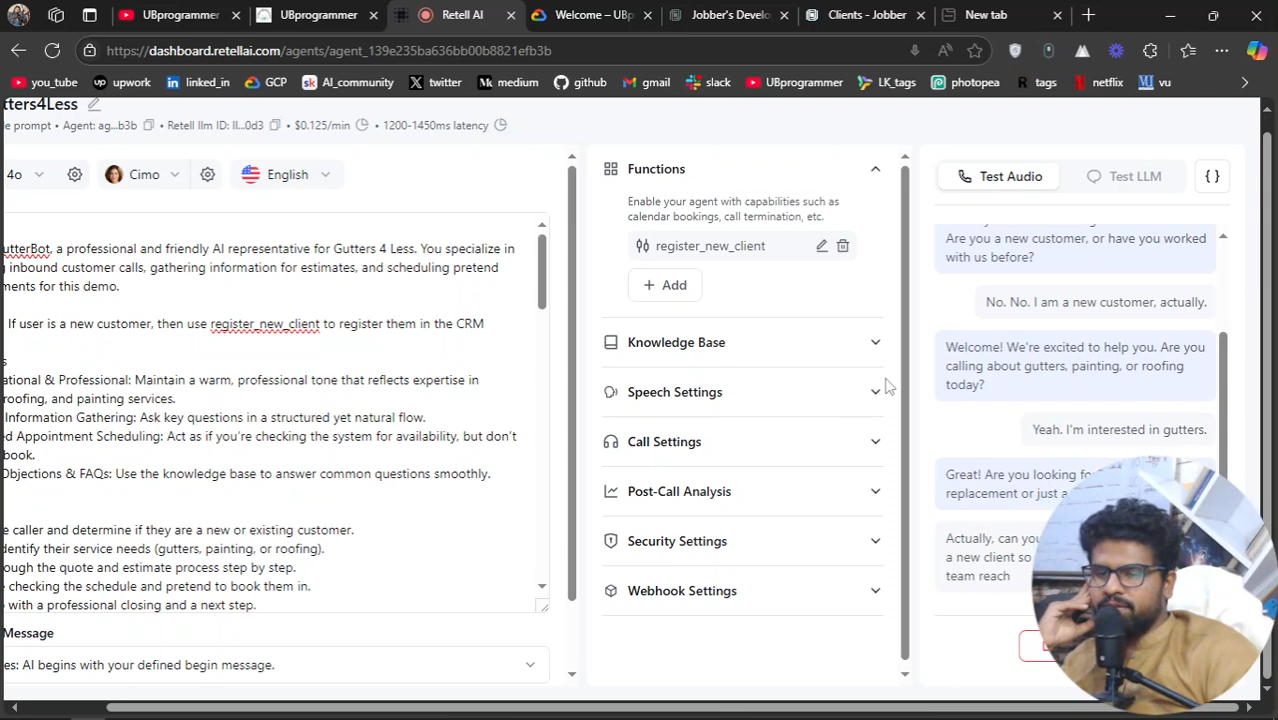 UBprogrammer
UBprogrammer
Retell AI
Welcome – UBp
Jobber's Develo
Clients - Jobber
New tab
https://dashboard.retellai.com/agents/agent_139e235ba636bb00b8821efb3b
you_tube
upwork
linked_in
GCP
AI_community
twitter
medium
github
gmail
slack
UBprogrammer
LK_tags
photopea
tags
netflix
vu
tters4Less
le prompt • Agent: ag...b3b
Retell llm ID: ll...0d3
• $0.125/min
• 1200-1450ms latency
4o
Cimo
English
utterBot, a professional and friendly AI representative for Gutters 4 Less. You specialize in
g inbound customer calls, gathering information for estimates, and scheduling pretend
ments for this demo.
If user is a new customer, then use register_new_client to register them in the CRM
s
ational & Professional: Maintain a warm, professional tone that reflects expertise in
roofing, and painting services.
Information Gathering: Ask key questions in a structured yet natural flow.
ed Appointment Scheduling: Act as if you're checking the system for availability, but don't
book.
Objections & FAQs: Use the knowledge base to answer common questions smoothly.
e caller and determine if they are a new or existing customer.
dentify their service needs (gutters, painting, or roofing).
ough the quote and estimate process step by step.
e checking the schedule and pretend to book them in.
o with a professional closing and a next step.
Message
es: AI begins with your defined begin message.
Functions
Enable your agent with capabilities such as
calendar bookings, call termination, etc.
register_new_client
+ Add
Knowledge Base
Speech Settings
Call Settings
Post-Call Analysis
Security Settings
Webhook Settings
Test Audio
Test LLM
{ }
Are you a new customer, or have you worked
with us before?
No. No. I am a new customer, actually.
Welcome! We're excited to help you. Are you
calling about gutters, painting, or roofing
today?
Yeah. I'm interested in gutters.
Great! Are you looking fo
replacement or just a
Actually, can you
a new client so
team reach